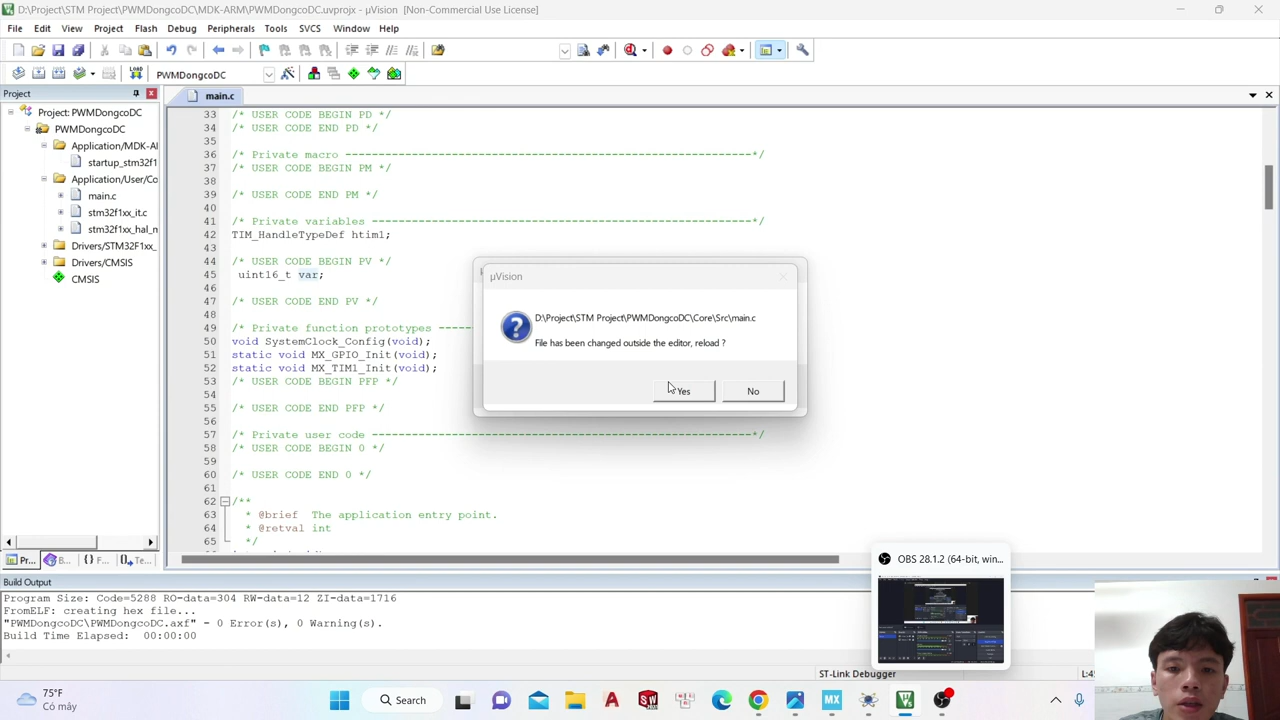 D:\Project\STM Project\PWMDongcoDC\MDK-ARM\PWMDongcoDC.uvprojx - µVision [Non-Commercial Use License]
File Edit View Project Flash Debug Peripherals Tools SVCS Window Help
LOAD PWMDongcoDC
Project
main.c
Project: PWMDongcoDC
PWMDongcoDC
Application/MDK-AI
startup_stm32f1
Application/User/Co
main.c
stm32f1xx_it.c
stm32f1xx_hal_m
Drivers/STM32F1xx_
Drivers/CMSIS
CMSIS
33 /* USER CODE BEGIN PD */
34 /* USER CODE END PD */
35
36 /* Private macro -------------------------------------------------------------*/
37 /* USER CODE BEGIN PM */
38
39 /* USER CODE END PM */
40
41 /* Private variables ---------------------------------------------------------*/
42 TIM_HandleTypeDef htim1;
43
44 /* USER CODE BEGIN PV */
45 uint16_t var;
46
47 /* USER CODE END PV */
48
49 /* Private function prototypes -----
50 void SystemClock_Config(void);
51 static void MX_GPIO_Init(void);
52 static void MX_TIM1_Init(void);
53 /* USER CODE BEGIN PFP */
54
55 /* USER CODE END PFP */
56
57 /* Private user code ---------------------------------------------------------*/
58 /* USER CODE BEGIN 0 */
59
60 /* USER CODE END 0 */
61
62 /**
63 * @brief The application entry point.
64 * @retval int
65 */
µVision
D:\Project\STM Project\PWMDongcoDC\Core\Src\main.c
File has been changed outside the editor, reload ?
Yes No
Pr... B... {} F... Te...
OBS 28.1.2 (64-bit, win...
Build Output
Program Size: Code=5288 RO-data=304 RW-data=12 ZI-data=1716
FromELF: creating hex file...
"PWMDongcoDC\PWMDongcoDC.axf" - 0 Error(s), 0 Warning(s).
Build Time Elapsed: 00:00:00
ST-Link Debugger
75°F
Có mây
Search
MX